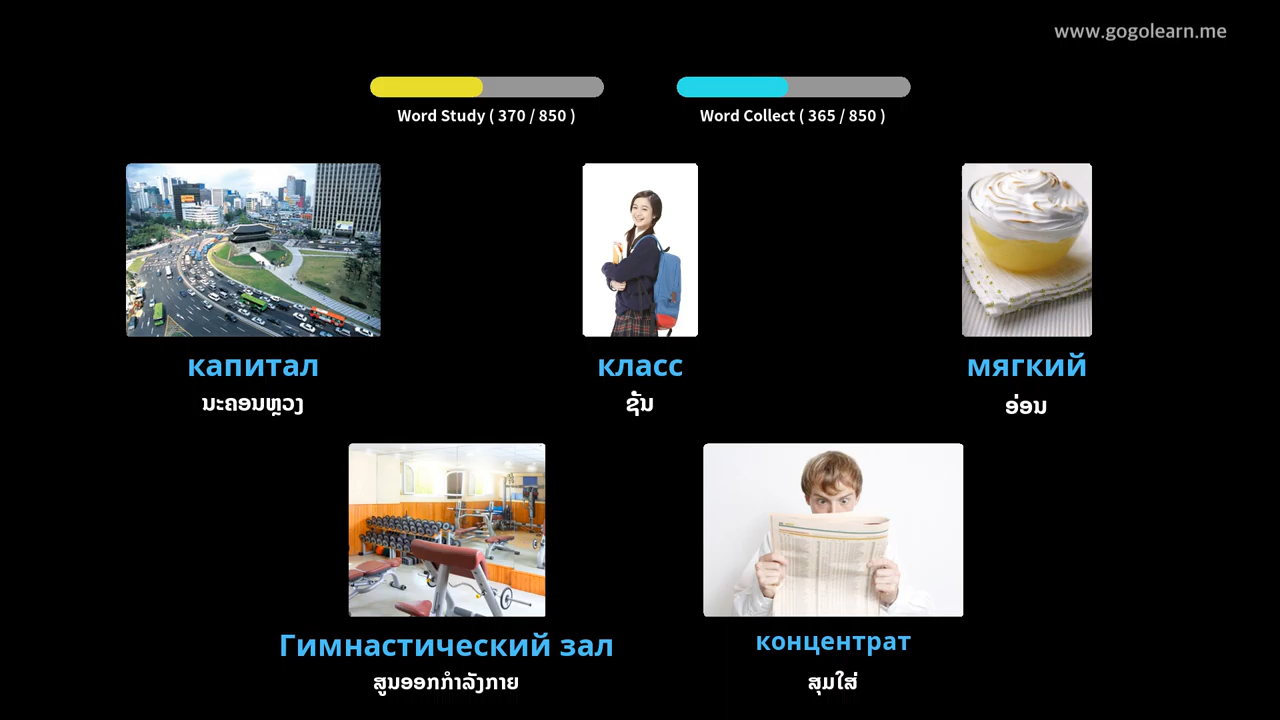 www.gogolearn.me
Word Study ( 370 / 850 )
Word Collect ( 365 / 850 )
капитал
ນະຄອນຫຼວງ
класс
ຊັ້ນ
мягкий
ອ່ອນ
Гимнастический зал
ສູນອອກກຳລັງກາຍ
концентрат
ສຸມໃສ່